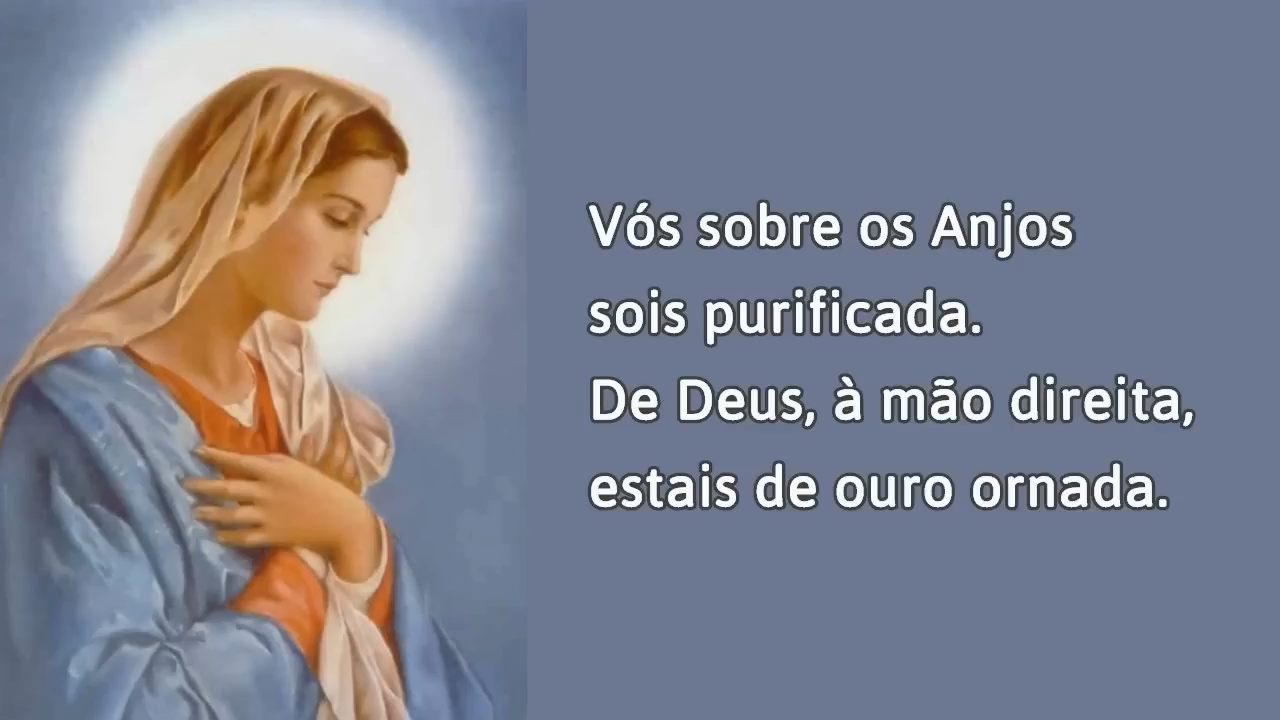 Vós sobre os Anjos
sois purificada.
De Deus, à mão direita,
estais de ouro ornada.